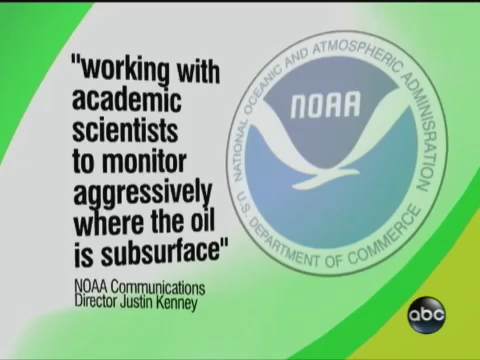 "working with
academic
scientists
to monitor
aggressively
where the oil
is subsurface"
NOAA Communications
Director Justin Kenney
NATIONAL OCEANIC AND ATMOSPHERIC ADMINISRATION
NOAA
U.S. DEPARTMENT OF COMMERCE
abc